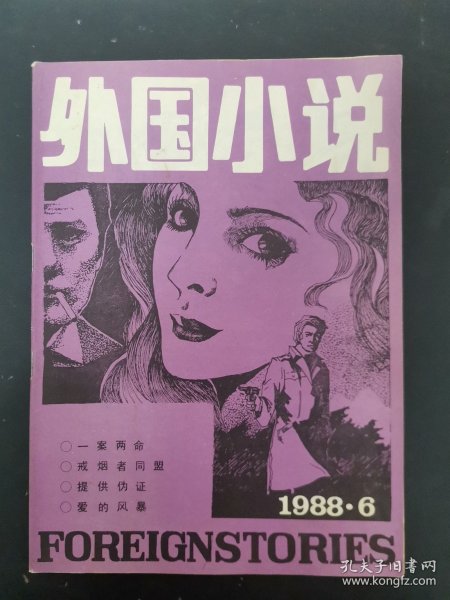 外国小说
○一案两命
○戒烟者同盟
○提供伪证
○爱的风暴
1988·6
FOREIGNSTORIES
孔夫子旧书网
www.kongfz.com